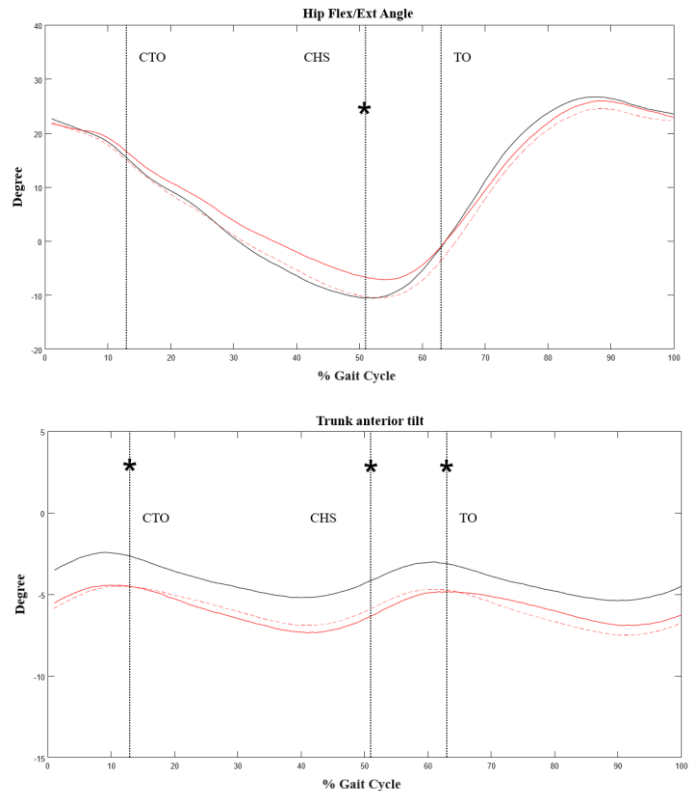 Hip Flex/Ext Angle
40
30
20
10
0
-10
-20
Degree
CTO
CHS
TO
*
0 10 20 30 40 50 60 70 80 90 100
% Gait Cycle
Trunk anterior tilt
5
0
-5
-10
-15
Degree
* * *
CTO
CHS
TO
0 10 20 30 40 50 60 70 80 90 100
% Gait Cycle